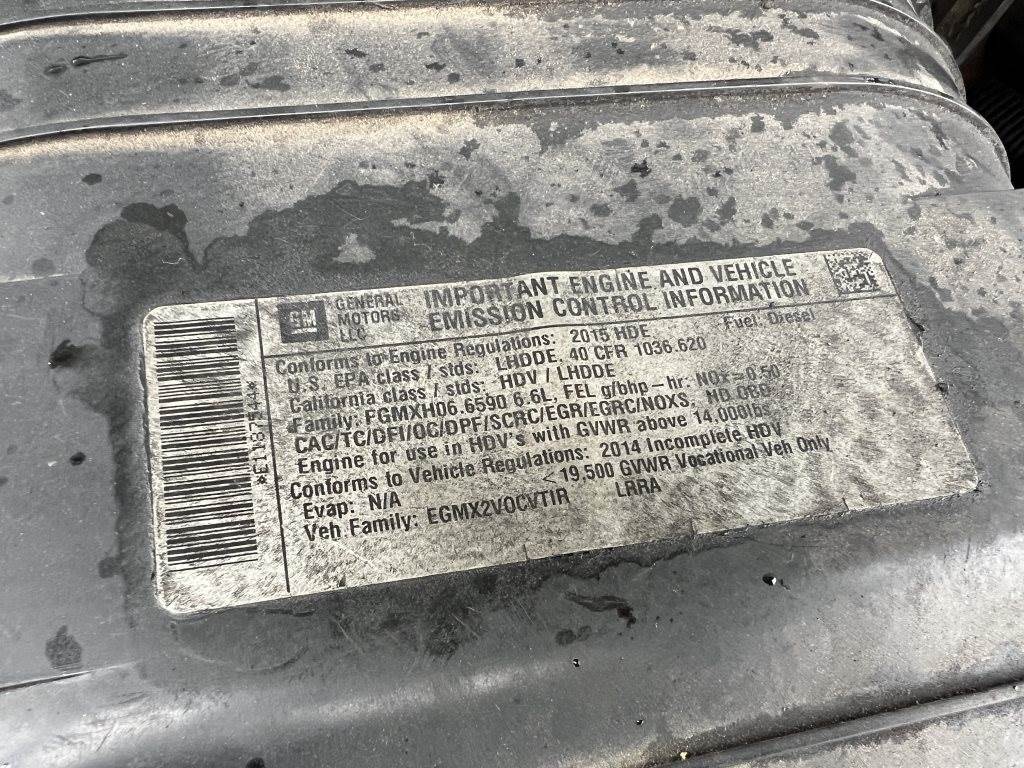 GM
GENERAL
MOTORS
LLC
IMPORTANT ENGINE AND VEHICLE
EMISSION CONTROL INFORMATION
Conforms to Engine Regulations: 2015 HDE Fuel: Diesel
U.S. EPA class / stds: LHDDE, 40 CFR 1036.620
California class / stds: HDV / LHDDE
Family: FGMXH06.6590 6.6L, FEL g/bhp-hr: NOx=0.50
CAC/TC/DFI/OC/DPF/SCRC/EGR/EGRC/NOXS, NO OBD
Engine for use in HDV's with GVWR above 14,000lbs
Conforms to Vehicle Regulations: 2014 Incomplete HDV
Evap: N/A <19,500 GVWR Vocational Veh Only
Veh Family: EGMX2VOCVTIR LRRA
*E1187544*